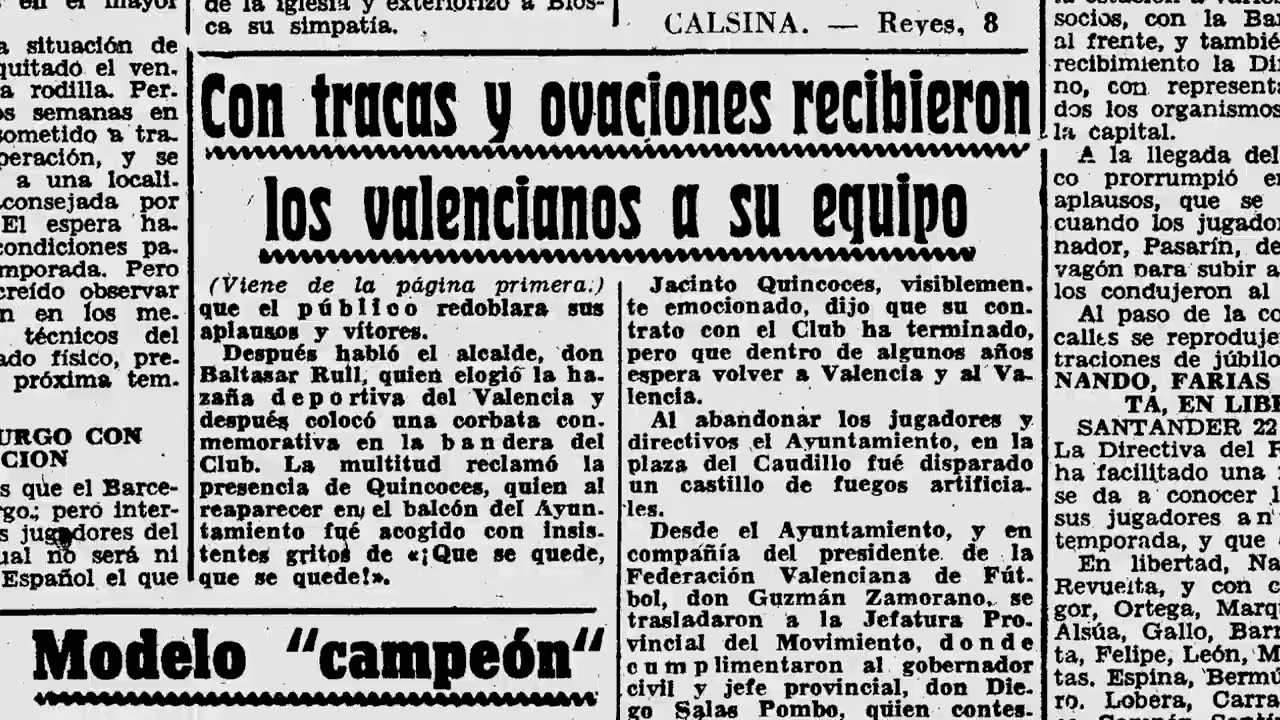 en el mayor
situación de
quitado el ven.
a rodilla. Per.
semanas en
sometido a tra.
peración, y se
a una locali.
consejada por
El espera ha.
condiciones pa.
mporada. Pero
creído observar
n en los me.
técnicos del
ado físico, pre.
próxima tem.
URGO CON
CION
s que el Barce-
rgo.; pero inter-
s jugadores del
ual no será ni
Español el que
de la iglesia y exteriorizó a Blos-
ca su simpatía.
CALSINA. — Reyes, 8
Con tracas y ovaciones recibieron
los valencianos a su equipo
(Viene de la página primera.)
que el público redoblara sus
aplausos y vítores.
Después habló el alcalde, don
Baltasar Rull, quien elogió la ha-
zaña deportiva del Valencia y
después colocó una corbata con-
memorativa en la bandera del
Club. La multitud reclamó la
presencia de Quincoces, quien al
reaparecer en el balcón del Ayun-
tamiento fué acogido con insis-
tentes gritos de «¡Que se quede,
que se quede!».
Modelo "campeón"
Jacinto Quincoces, visiblemen-
te emocionado, dijo que su con-
trato con el Club ha terminado,
pero que dentro de algunos años
espera volver a Valencia y al Va-
lencia.
Al abandonar los jugadores y
directivos el Ayuntamiento, en la
plaza del Caudillo fué disparado
un castillo de fuegos artificia-
les.
Desde el Ayuntamiento, y en
compañía del presidente de la
Federación Valenciana de Fút-
bol, don Guzmán Zamorano, se
trasladaron a la Jefatura Pro-
vincial del Movimiento, donde
cumplimentaron al gobernador
civil y jefe provincial, don Die-
go Salas Pombo, quien contes-
socios, con la Ba
al frente, y tambié
recibimiento la Di
no, con represent
dos los organismos
la capital.
A la llegada del
co prorrumpió e
aplausos, que se
cuando los jugado
nador, Pasarín, de
vagón para subir a
los condujeron al
Al paso de la co
calles se reproduje
traciones de júbilo
NANDO, FARIAS
TA, EN LIBE
SANTANDER 22
La Directiva del
ha facilitado una
se da a conocer
sus jugadores an
temporada, y que
En libertad, Na
Revuelta, y con c
gor, Ortega, Marq
Alsúa, Gallo, Barr
ta, Felipe, León, M
tas. Espina, Bermú
ro. Lobera, Carra